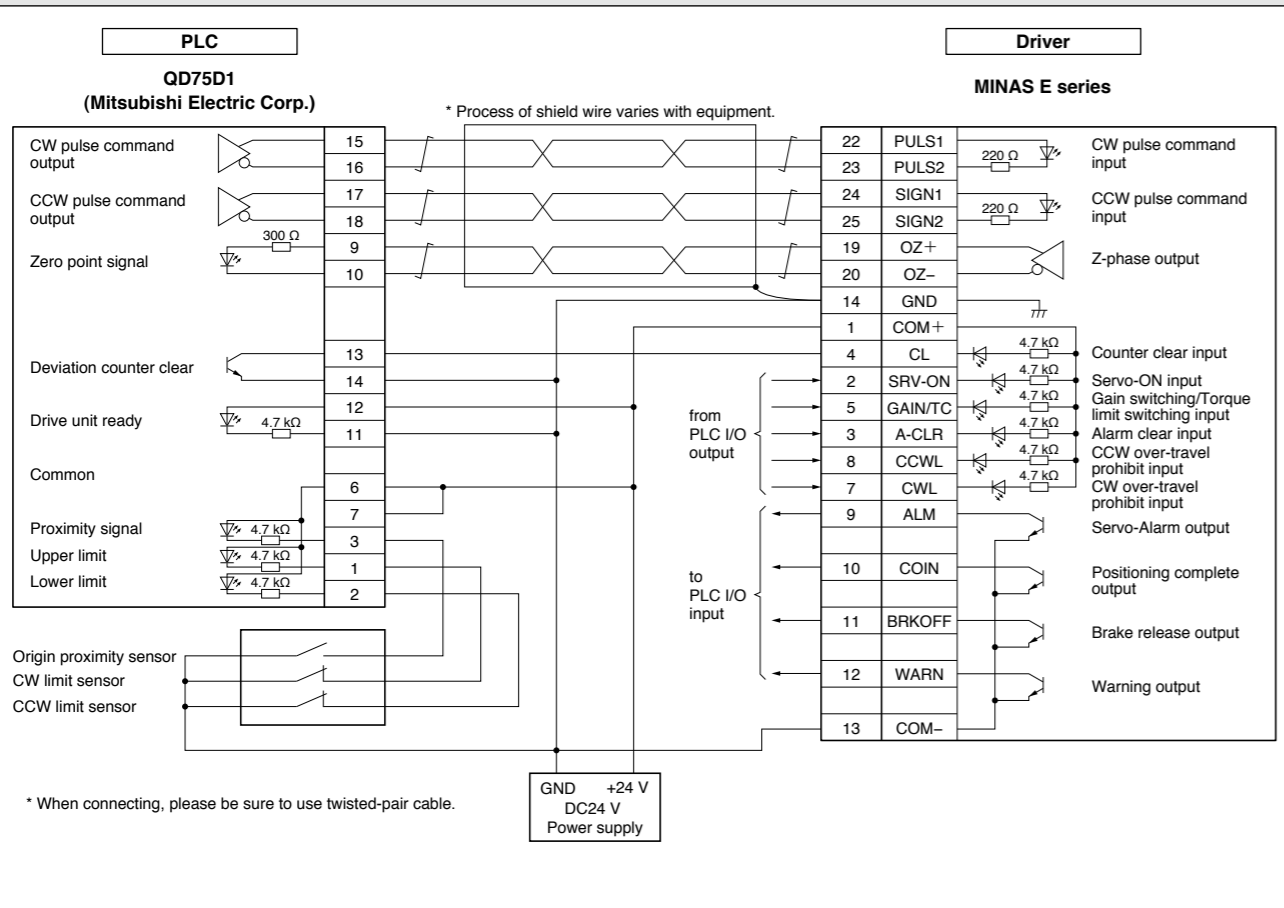 PLC
Driver
QD75D1
(Mitsubishi Electric Corp.)
MINAS E series
* Process of shield wire varies with equipment.
CW pulse command
output
15
16
22 PULS1
23 PULS2
220 Ω
CW pulse command
input
CCW pulse command
output
17
18
24 SIGN1
25 SIGN2
220 Ω
CCW pulse command
input
Zero point signal
300 Ω
9
10
19 OZ+
20 OZ−
Z-phase output
14 GND
1 COM+
Deviation counter clear
13
14
4 CL
4.7 kΩ
Counter clear input
from
PLC I/O
output
2 SRV-ON
4.7 kΩ
Servo-ON input
Drive unit ready
4.7 kΩ
12
11
5 GAIN/TC
4.7 kΩ
Gain switching/Torque
limit switching input
3 A-CLR
4.7 kΩ
Alarm clear input
8 CCWL
4.7 kΩ
CCW over-travel
prohibit input
7 CWL
4.7 kΩ
CW over-travel
prohibit input
Common
6
7
Proximity signal
4.7 kΩ
3
Upper limit
4.7 kΩ
1
Lower limit
4.7 kΩ
2
to
PLC I/O
input
9 ALM
Servo-Alarm output
10 COIN
Positioning complete
output
11 BRKOFF
Brake release output
12 WARN
Warning output
13 COM−
Origin proximity sensor
CW limit sensor
CCW limit sensor
GND +24 V
DC24 V
Power supply
* When connecting, please be sure to use twisted-pair cable.